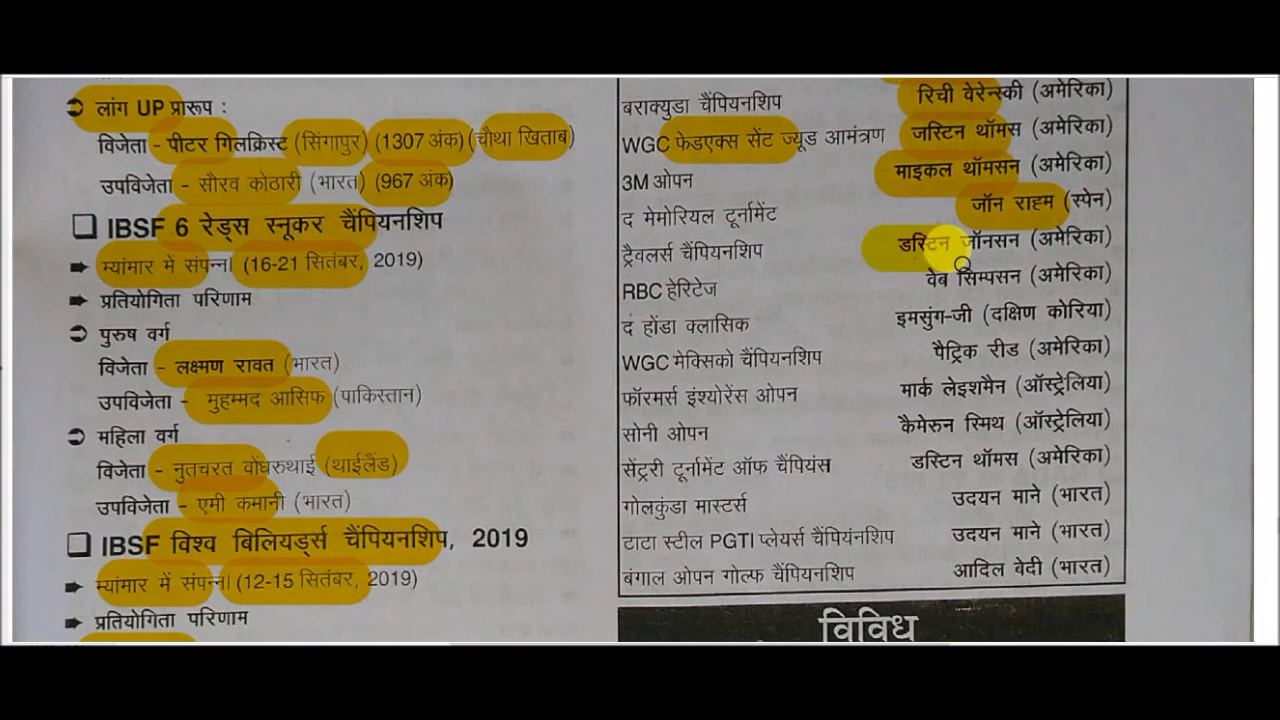 लांग UP प्रारूप :
विजेता - पीटर गिलक्रिस्ट (सिंगापुर) (1307 अंक) (चौथा खिताब)
उपविजेता - सौरव कोठारी (भारत) (967 अंक)
IBSF 6 रेड्स स्नूकर चैंपियनशिप
म्यांमार में संपन्न। (16-21 सितंबर, 2019)
प्रतियोगिता परिणाम
पुरुष वर्ग
विजेता - लक्ष्मण रावत (भारत)
उपविजेता - मुहम्मद आसिफ (पाकिस्तान)
महिला वर्ग
विजेता - नुतचरत वोंघरुथाई (थाईलैंड)
उपविजेता - एमी कमानी (भारत)
IBSF विश्व बिलियर्ड्स चैंपियनशिप, 2019
म्यांमार में संपन्न। (12-15 सितंबर, 2019)
प्रतियोगिता परिणाम
बराक्युडा चैंपियनशिप रिची वेरेन्स्की (अमेरिका)
WGC फेडएक्स सेंट ज्यूड आमंत्रण जस्टिन थॉमस (अमेरिका)
3M ओपन माइकल थॉमसन (अमेरिका)
द मेमोरियल टूर्नामेंट जॉन राह्म (स्पेन)
ट्रैवलर्स चैंपियनशिप डस्टिन जॉनसन (अमेरिका)
RBC हेरिटेज वेब सिम्पसन (अमेरिका)
द होंडा क्लासिक इमसुंग-जी (दक्षिण कोरिया)
WGC मेक्सिको चैंपियनशिप पैट्रिक रीड (अमेरिका)
फॉरमर्स इंश्योरेंस ओपन मार्क लेइशमैन (ऑस्ट्रेलिया)
सोनी ओपन कैमेरुन स्मिथ (ऑस्ट्रेलिया)
सेंट्री टूर्नामेंट ऑफ चैंपियंस डस्टिन थॉमस (अमेरिका)
गोलकुंडा मास्टर्स उदयन माने (भारत)
टाटा स्टील PGTI प्लेयर्स चैंपियंनशिप उदयन माने (भारत)
बंगाल ओपन गोल्फ चैंपियनशिप आदिल बेदी (भारत)
विविध